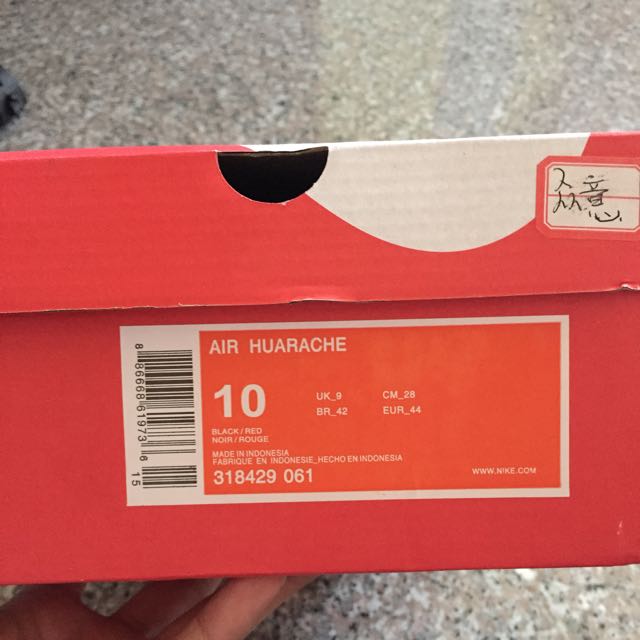 众意
AIR HUARACHE
10
UK_9 CM_28
BR_42 EUR_44
BLACK / RED
NOIR / ROUGE
MADE IN INDONESIA
FABRIQUE EN INDONESIE_HECHO EN INDONESIA
318429 061
WWW.NIKE.COM
8 86668 61973 6
15